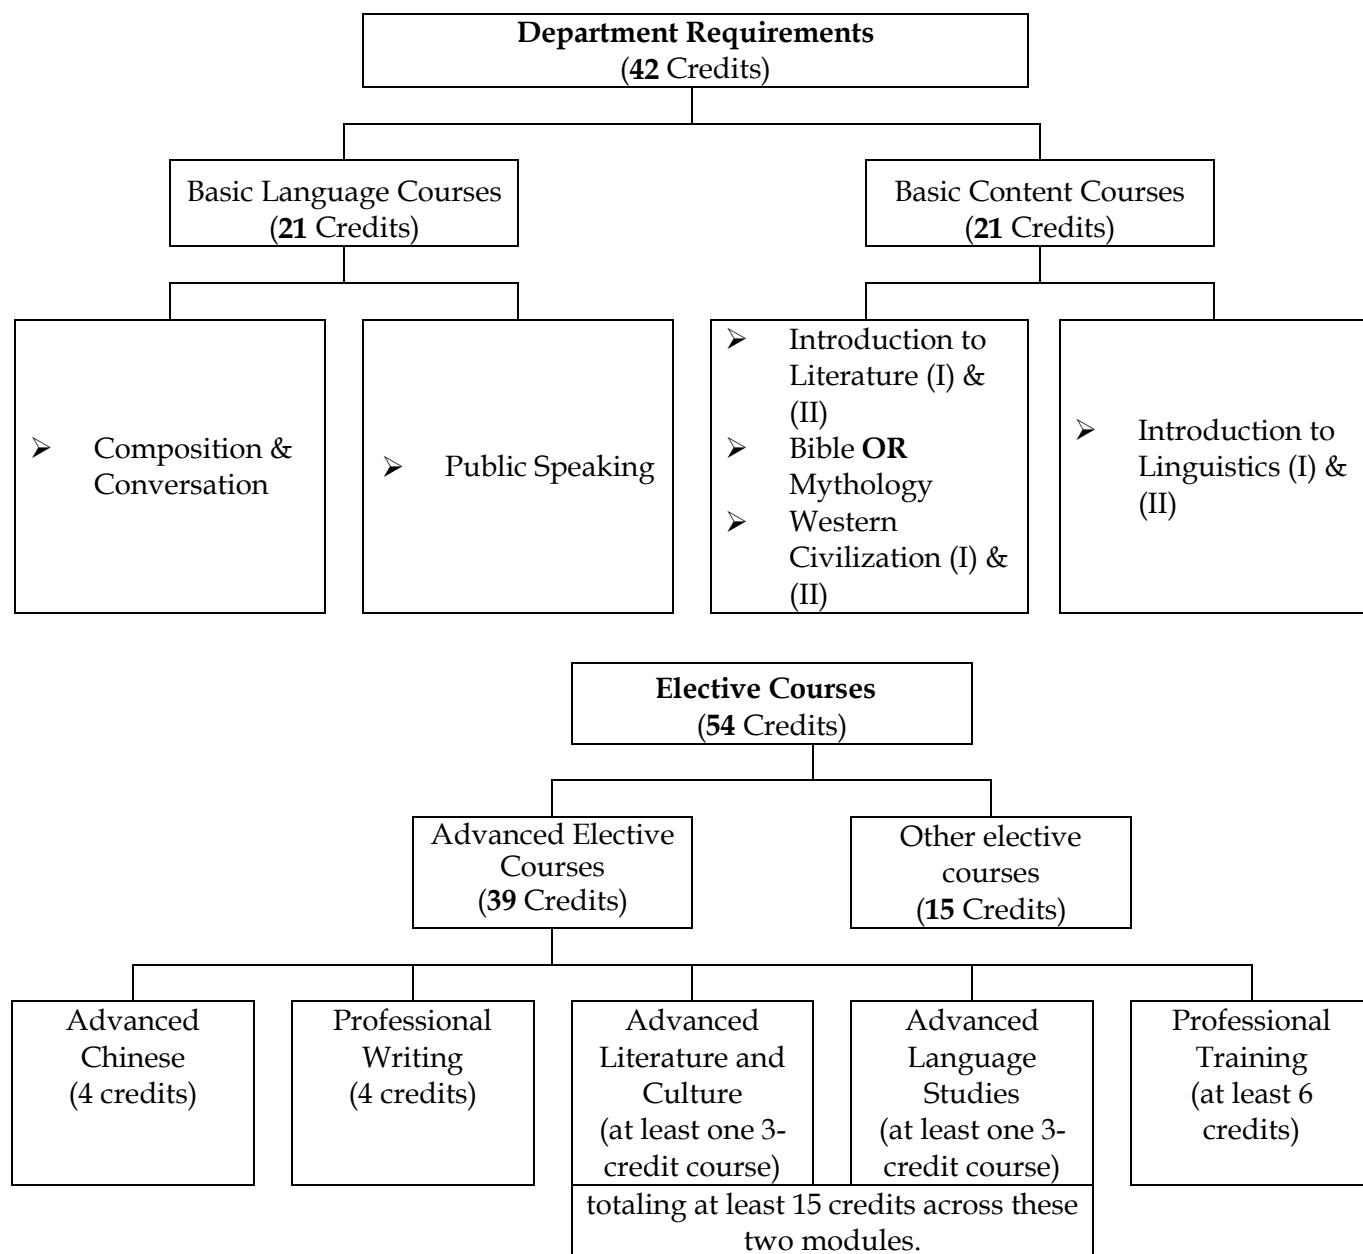 Department Requirements
(42 Credits)
Basic Language Courses
(21 Credits)
Basic Content Courses
(21 Credits)
➢ Composition &
Conversation
➢ Public Speaking
➢ Introduction to
Literature (I) &
(II)
➢ Bible OR
Mythology
➢ Western
Civilization (I) &
(II)
➢ Introduction to
Linguistics (I) &
(II)
Elective Courses
(54 Credits)
Advanced Elective
Courses
(39 Credits)
Other elective
courses
(15 Credits)
Advanced
Chinese
(4 credits)
Professional
Writing
(4 credits)
Advanced
Literature and
Culture
(at least one 3-
credit course)
Advanced
Language
Studies
(at least one 3-
credit course)
totaling at least 15 credits across these
two modules.
Professional
Training
(at least 6
credits)